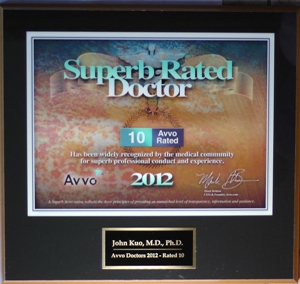 Superb-Rated
Doctor
10 Avvo Rated
Has been widely recognized by the medical community
for superb professional conduct and experience.
Avvo 2012
John Kuo, M.D., Ph.D.
Avvo Doctors 2012 - Rated 10